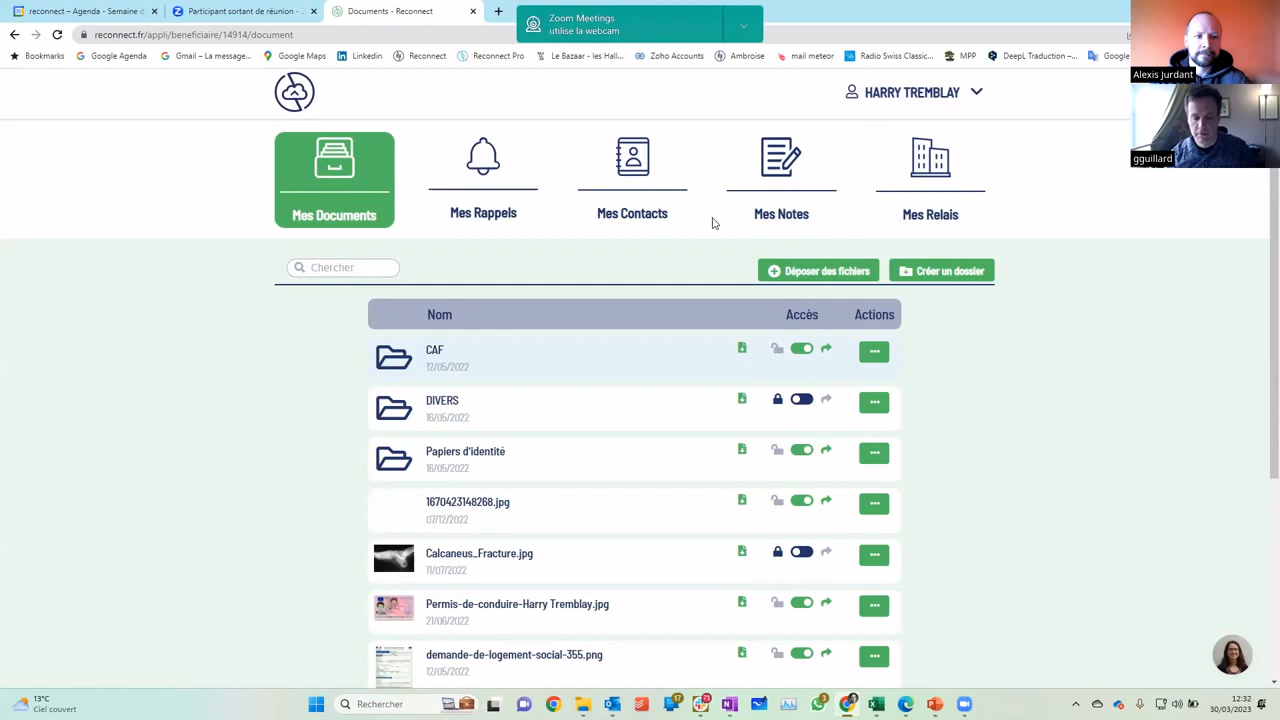 reconnect – Agenda - Semaine d
Participant sortant de réunion -
Documents - Reconnect
Zoom Meetings
utilise la webcam
reconnect.fr/appli/beneficiaire/14914/document
Bookmarks
Google Agenda
Gmail — La message...
Google Maps
Linkedin
Reconnect
Reconnect Pro
Le Bazaar - les Hall...
Zoho Accounts
Ambroise
mail meteor
Radio Swiss Classic...
MPP
DeepL Traduction –...
Google
Alexis Jurdant
gguillard
HARRY TREMBLAY
Mes Documents
Mes Rappels
Mes Contacts
Mes Notes
Mes Relais
Chercher
Déposer des fichiers
Créer un dossier
Nom
Accès
Actions
CAF
12/05/2022
DIVERS
16/05/2022
Papiers d'identité
16/05/2022
1670423148268.jpg
07/12/2022
Calcaneus_Fracture.jpg
11/07/2022
Permis-de-conduire-Harry Tremblay.jpg
21/06/2022
demande-de-logement-social-355.png
12/05/2022
13°C
Ciel couvert
Rechercher
17
73
3
12:32
30/03/2023